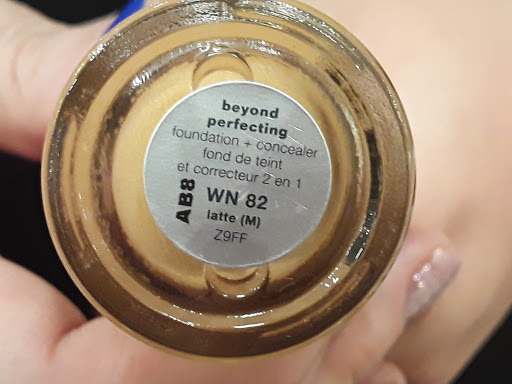 beyond
perfecting
foundation + concealer
fond de teint
et correcteur 2 en 1
AB8
WN 82
latte (M)
Z9FF